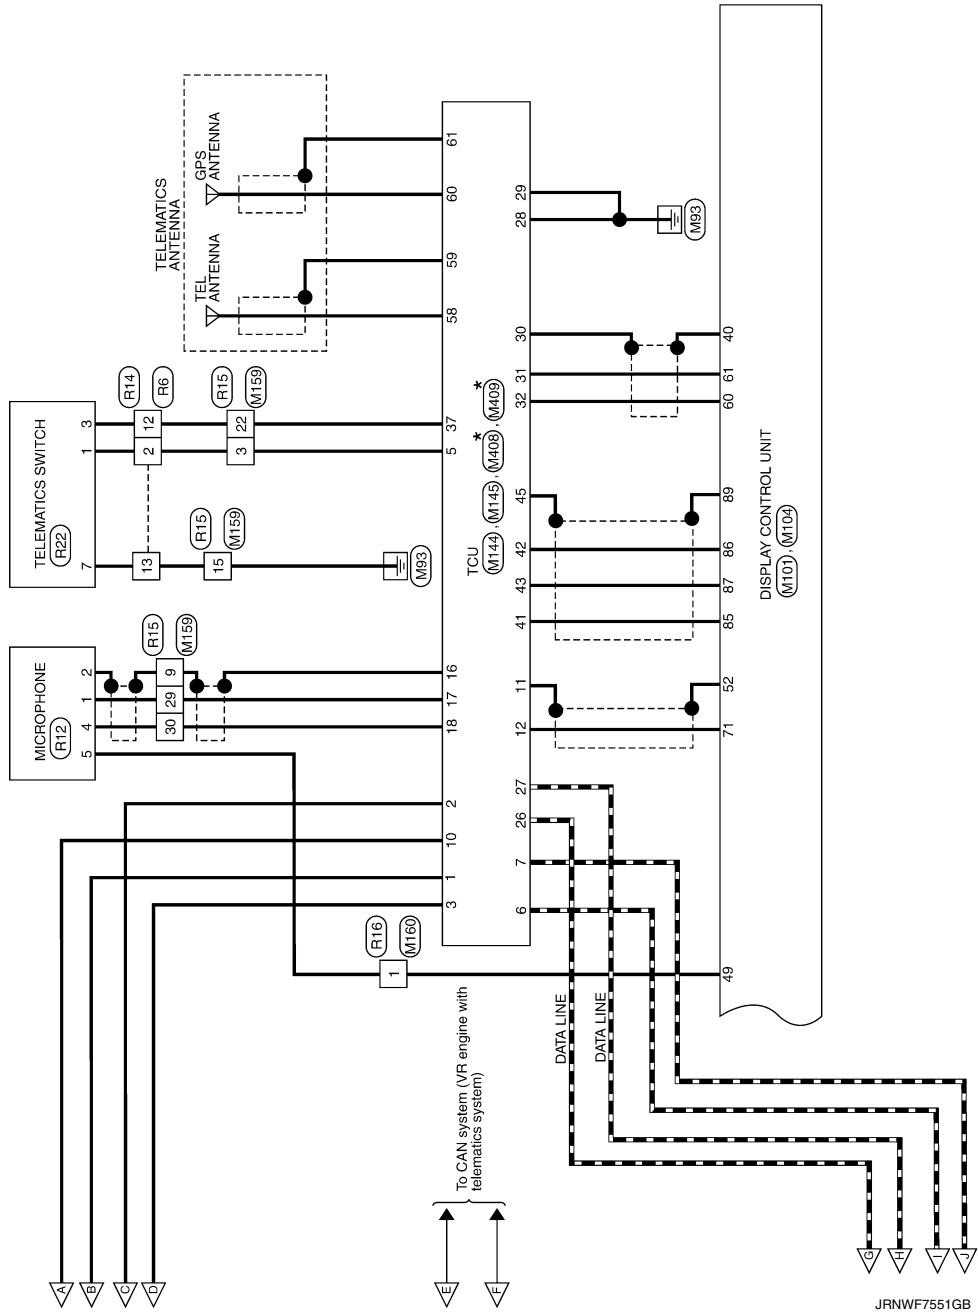 TELEMATICS
ANTENNA
GPS
ANTENNA
TEL
ANTENNA
61
60
59
58
29
28
M93
30
31
32
40
61
60
TELEMATICS SWITCH
R22
3
1
7
R14
R6
12
2
13
R15
M159
22
3
R15
M159
15
M93
37
5
TCU
M144 , M145 , M408 * , M409 *
45
42
43
41
89
86
87
85
DISPLAY CONTROL UNIT
M101 , M104
MICROPHONE
R12
2
1
4
5
R15
M159
9
29
30
16
17
18
11
12
52
71
2
10
1
3
27
26
7
6
R16
M160
1
49
DATA LINE
DATA LINE
To CAN system (VR engine with
telematics system)
A
B
C
D
E
F
G
H
I
J
JRNWF7551GB